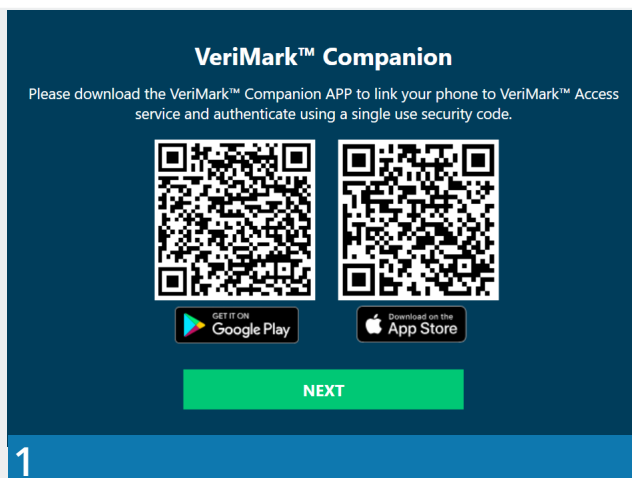 VeriMark™ Companion
Please download the VeriMark™ Companion APP to link your phone to VeriMark™ Access
service and authenticate using a single use security code.
GET IT ON
Google Play
Download on the
App Store
NEXT
1